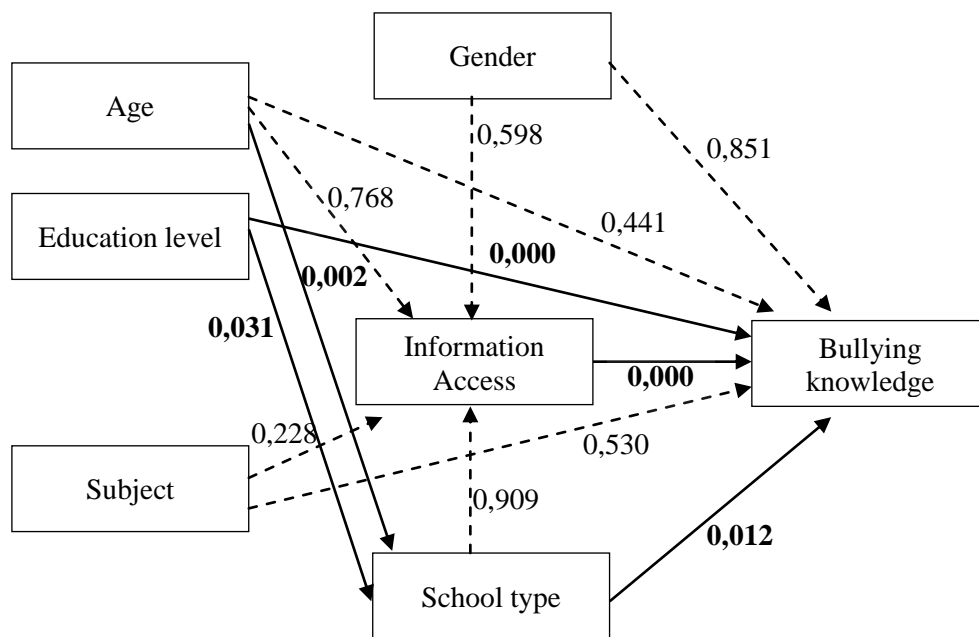 Gender
Age
0,598
0,851
0,768
Education level
0,441
0,000
0,002
0,031
Information
Access
Bullying
knowledge
0,000
0,228
0,530
Subject
0,909
0,012
School type